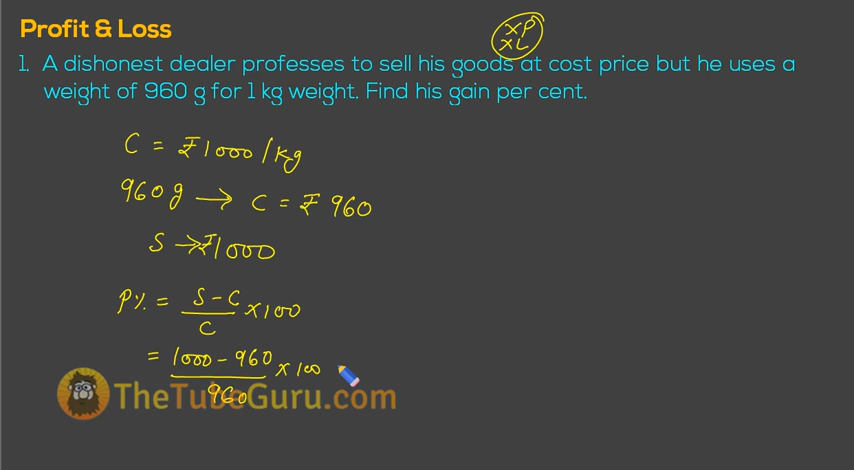 Profit & Loss
xP
xL
1. A dishonest dealer professes to sell his goods at cost price but he uses a
weight of 960 g for 1 kg weight. Find his gain per cent.
C = ₹1000/kg
960g → C = ₹ 960
S → ₹1000
P% = S - C / C × 100
= 1000 - 960 / 960 × 100
TheTubeGuru.com